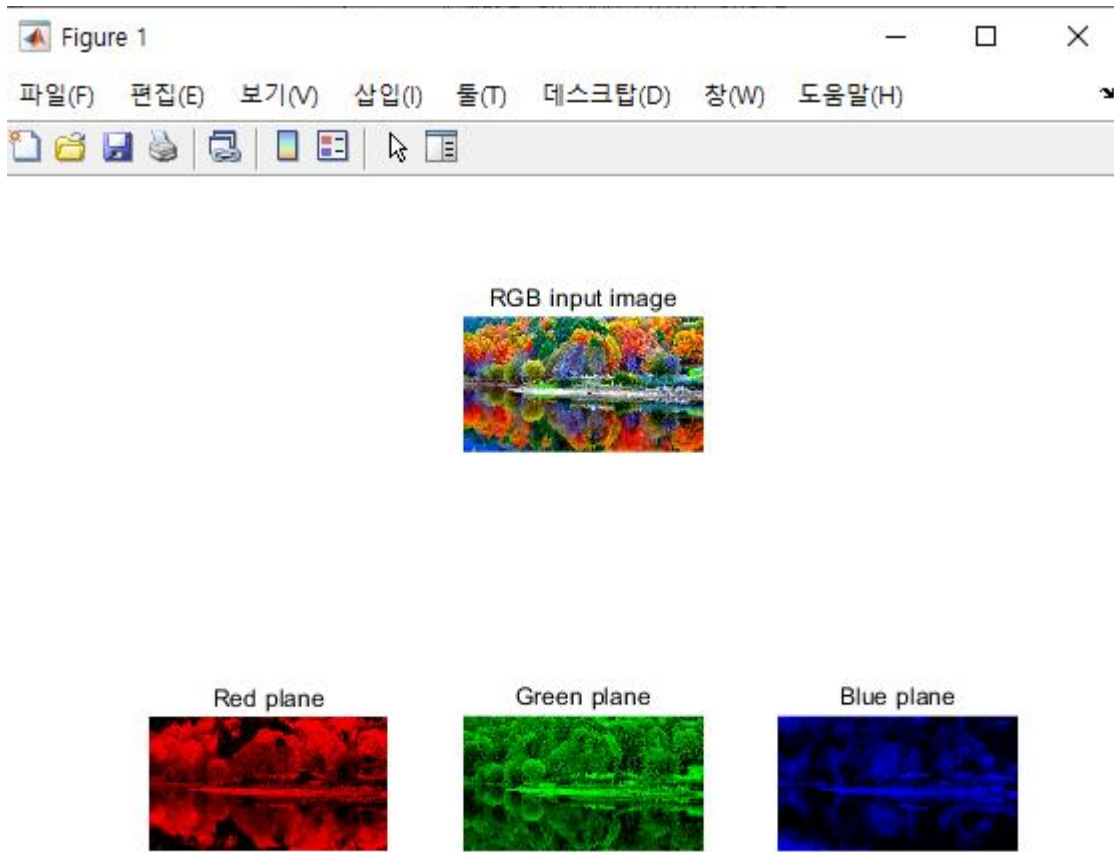 Figure 1
파일(F) 편집(E) 보기(V) 삽입(I) 툴(T) 데스크탑(D) 창(W) 도움말(H)
RGB input image
Red plane Green plane Blue plane